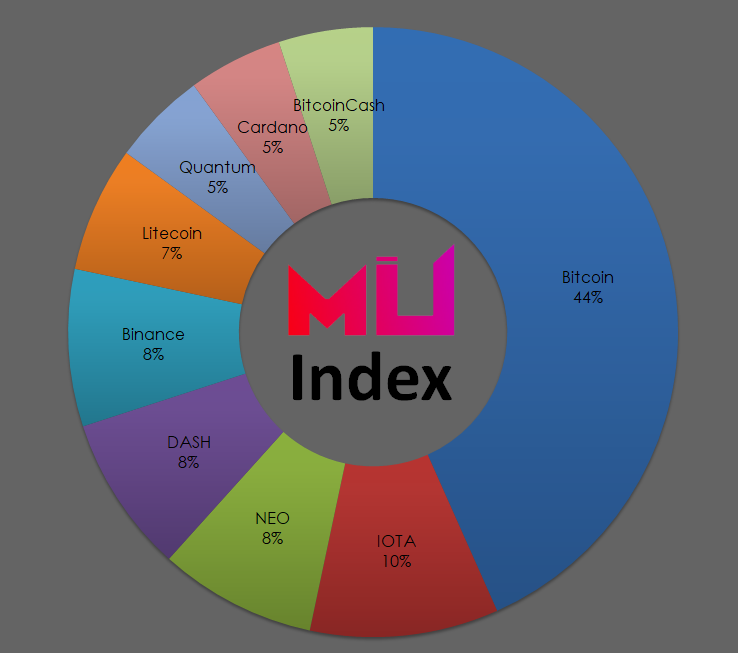 BitcoinCash
5%
Cardano
5%
Quantum
5%
Litecoin
7%
Binance
8%
DASH
8%
NEO
8%
IOTA
10%
Bitcoin
44%
MU
Index